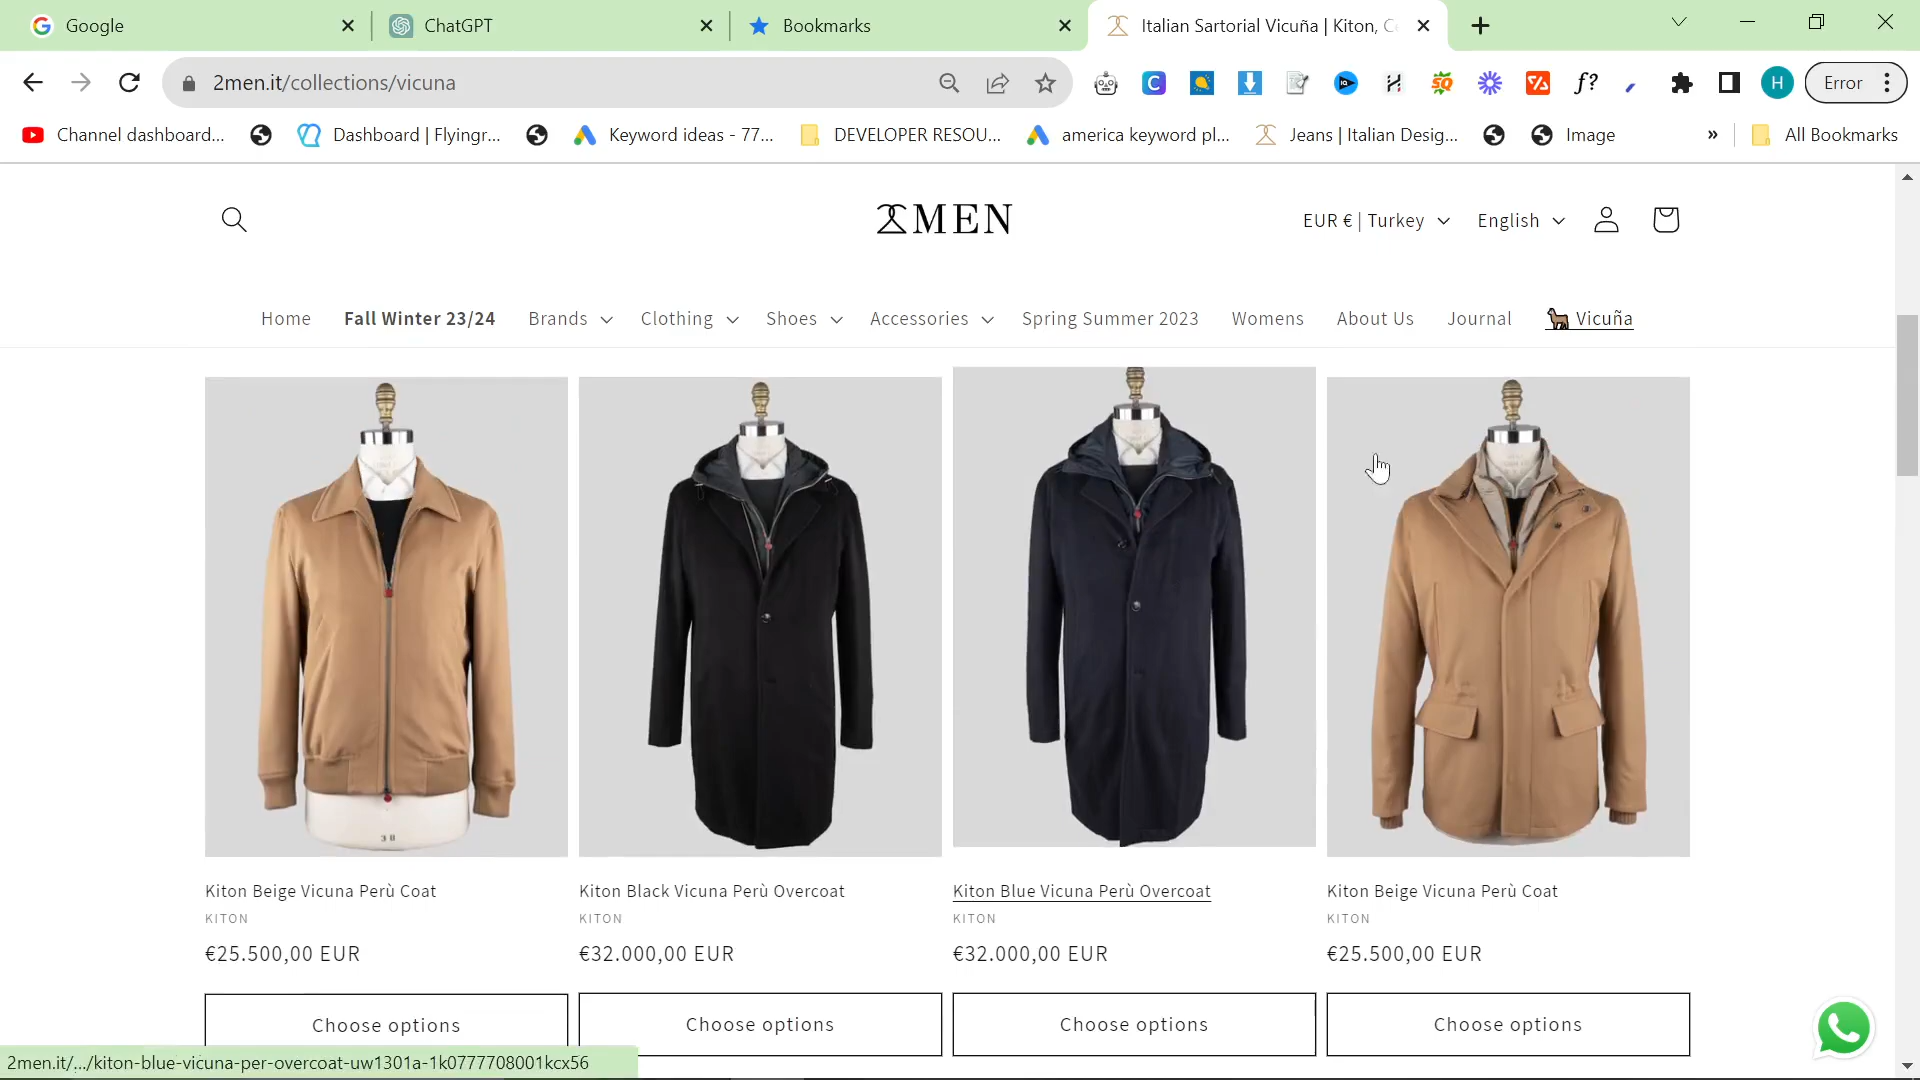 Google
ChatGPT
Bookmarks
Italian Sartorial Vicuña | Kiton, C
2men.it/collections/vicuna
Error
Channel dashboard...
Dashboard | Flyingr...
Keyword ideas - 77...
DEVELOPER RESOU...
america keyword pl...
Jeans | Italian Desig...
Image
»
All Bookmarks
MEN
EUR € | Turkey
English
Home
Fall Winter 23/24
Brands
Clothing
Shoes
Accessories
Spring Summer 2023
Womens
About Us
Journal
Vicuña
Kiton Beige Vicuna Perù Coat
KITON
€25.500,00 EUR
Choose options
Kiton Black Vicuna Perù Overcoat
KITON
€32.000,00 EUR
Choose options
Kiton Blue Vicuna Perù Overcoat
KITON
€32.000,00 EUR
Choose options
Kiton Beige Vicuna Perù Coat
KITON
€25.500,00 EUR
Choose options
2men.it/.../kiton-blue-vicuna-per-overcoat-uw1301a-1k0777708001kcx56